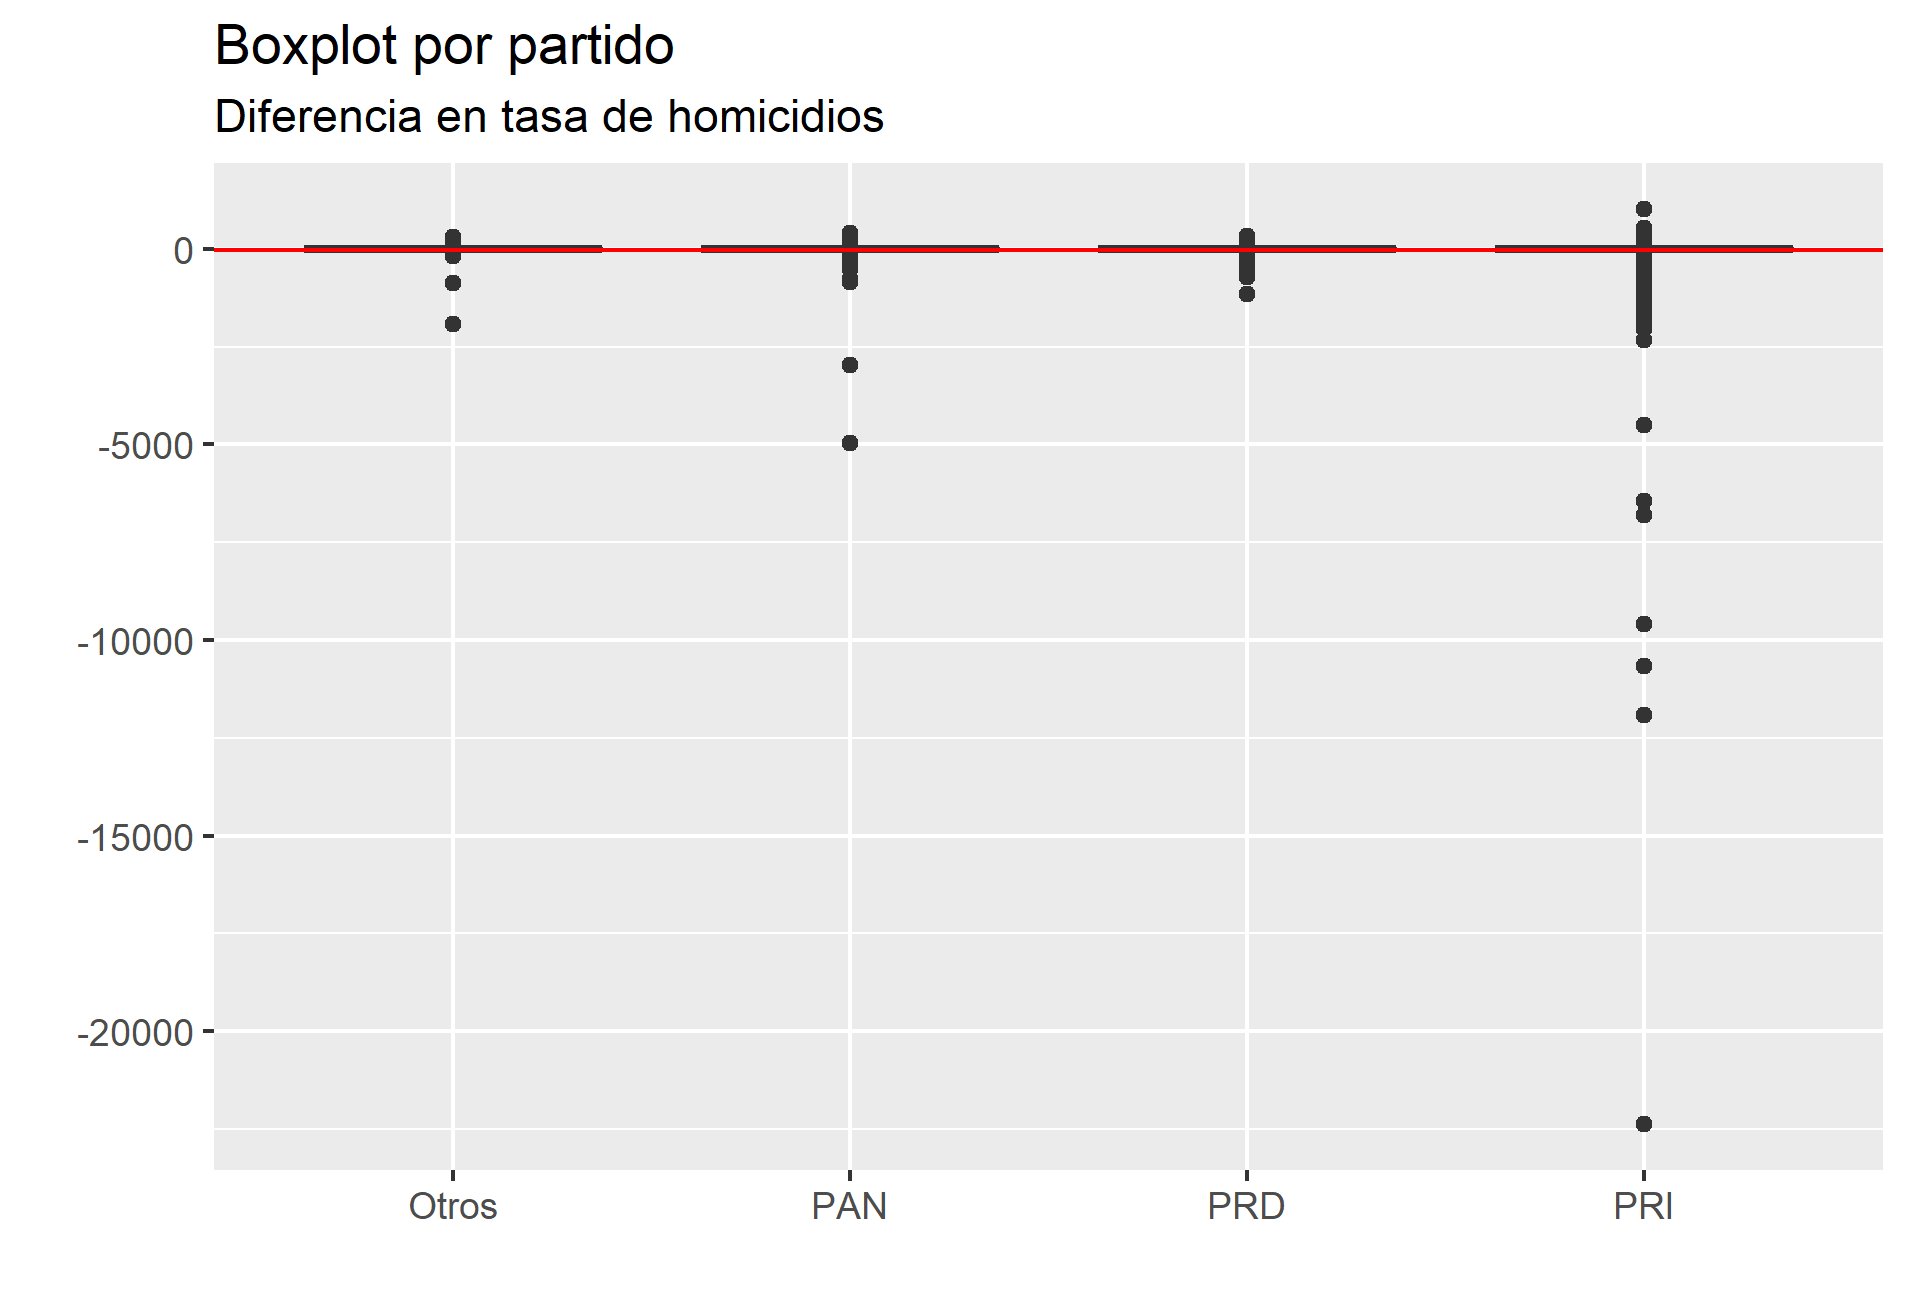 Boxplot por partido
Diferencia en tasa de homicidios
0
-5000
-10000
-15000
-20000
Otros PAN PRD PRI